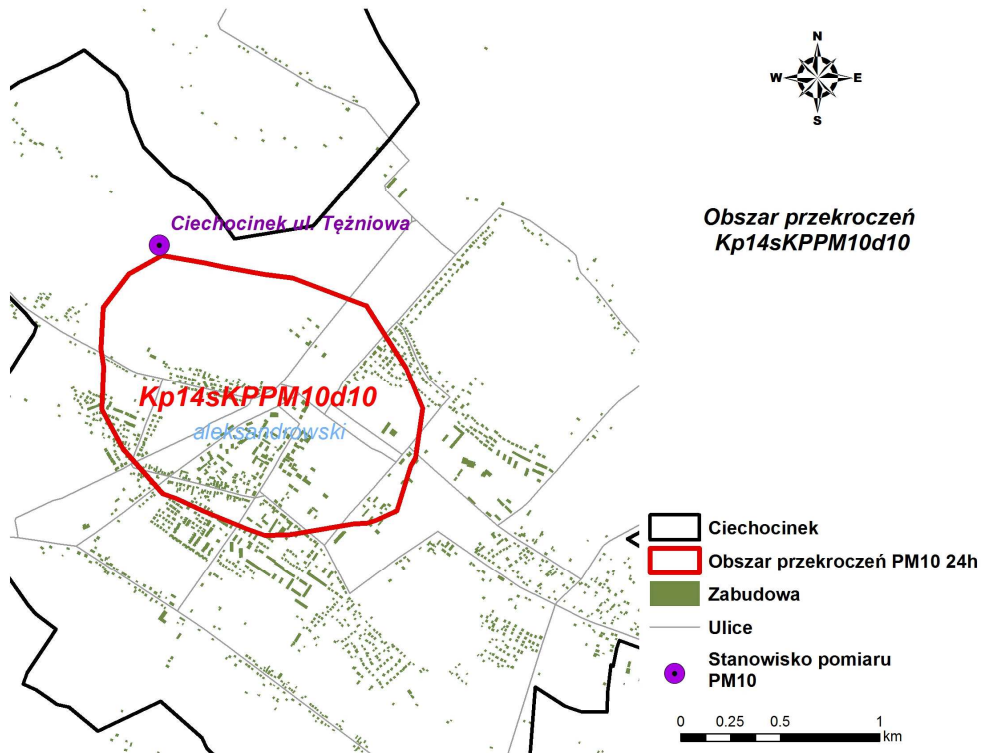 N
W E
S
Ciechocinek ul. Tężniowa
Obszar przekroczeń
Kp14sKPPM10d10
Kp14sKPPM10d10
aleksandrowski
Ciechocinek
Obszar przekroczeń PM10 24h
Zabudowa
Ulice
Stanowisko pomiaru
PM10
0 0.25 0.5 1
km